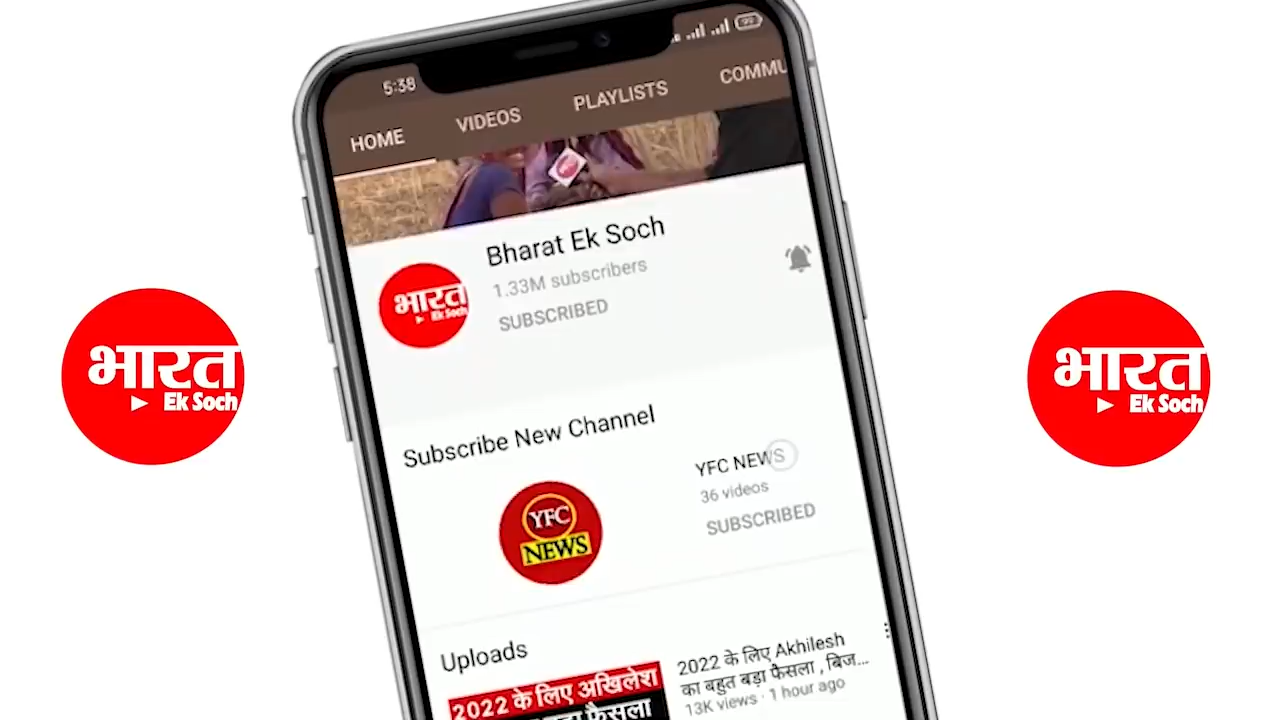 5:38
HOME VIDEOS PLAYLISTS COMMU
Bharat Ek Soch
1.33M subscribers
SUBSCRIBED
भारत
Ek Soch
भारत
Ek Soch
भारत
Ek Soch
Subscribe New Channel
YFC
NEWS
YFC NEWS
36 videos
SUBSCRIBED
Uploads
2022 के लिए अखिलेश
फैसला
2022 के लिए Akhilesh
का बहुत बड़ा फैसला , बिज...
13K views · 1 hour ago